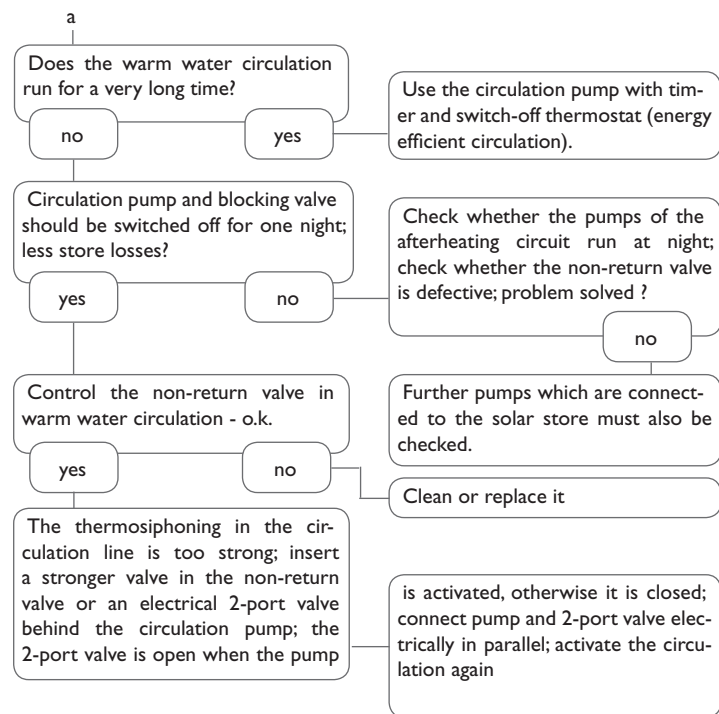 a
Does the warm water circulation
run for a very long time?
no
yes
Use the circulation pump with tim-
er and switch-off thermostat (energy
efficient circulation).
Circulation pump and blocking valve
should be switched off for one night;
less store losses?
yes
no
Check whether the pumps of the
afterheating circuit run at night;
check whether the non-return valve
is defective; problem solved ?
no
Further pumps which are connect-
ed to the solar store must also be
checked.
Control the non-return valve in
warm water circulation - o.k.
yes
no
Clean or replace it
The thermosiphoning in the cir-
culation line is too strong; insert
a stronger valve in the non-return
valve or an electrical 2-port valve
behind the circulation pump; the
2-port valve is open when the pump
is activated, otherwise it is closed;
connect pump and 2-port valve elec-
trically in parallel; activate the circu-
lation again